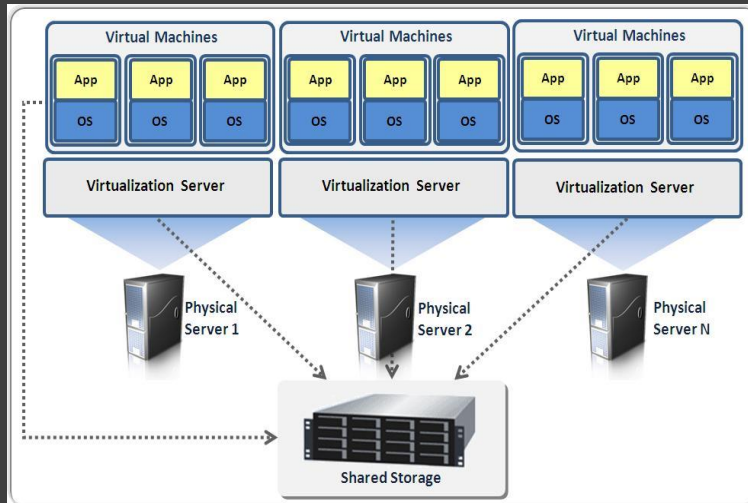 Virtual Machines
App App App
OS OS OS
Virtualization Server
Virtual Machines
App App App
OS OS OS
Virtualization Server
Virtual Machines
App App App
OS OS OS
Virtualization Server
Physical
Server 1
Physical
Server 2
Physical
Server N
Shared Storage